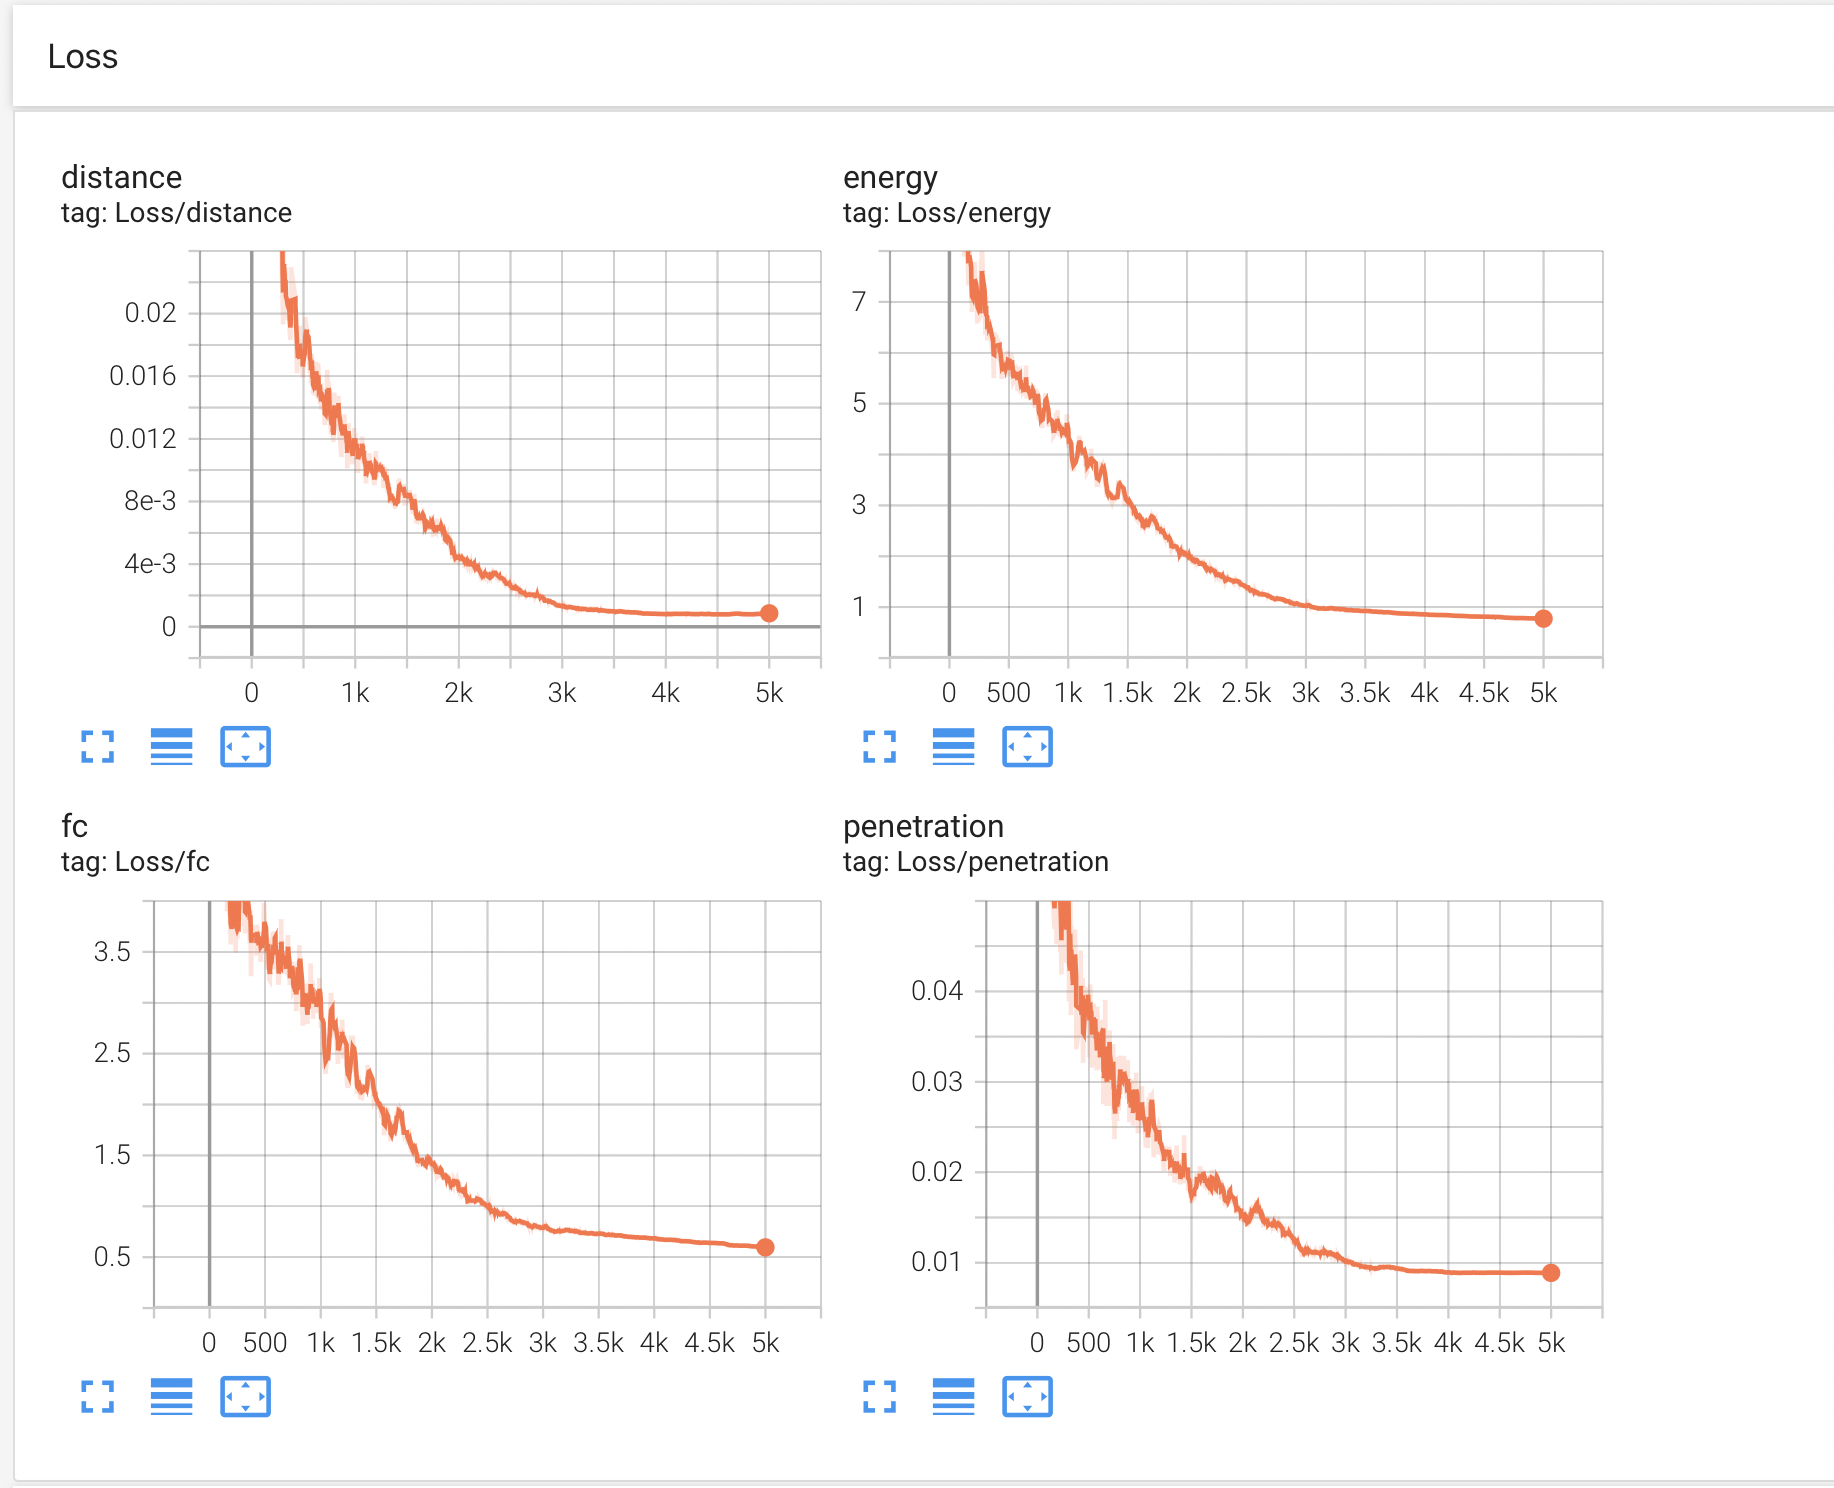 Loss
distance
tag: Loss/distance
0.02
0.016
0.012
8e-3
4e-3
0
0 1k 2k 3k 4k 5k
energy
tag: Loss/energy
7
5
3
1
0 500 1k 1.5k 2k 2.5k 3k 3.5k 4k 4.5k 5k
fc
tag: Loss/fc
3.5
2.5
1.5
0.5
0 500 1k 1.5k 2k 2.5k 3k 3.5k 4k 4.5k 5k
penetration
tag: Loss/penetration
0.04
0.03
0.02
0.01
0 500 1k 1.5k 2k 2.5k 3k 3.5k 4k 4.5k 5k